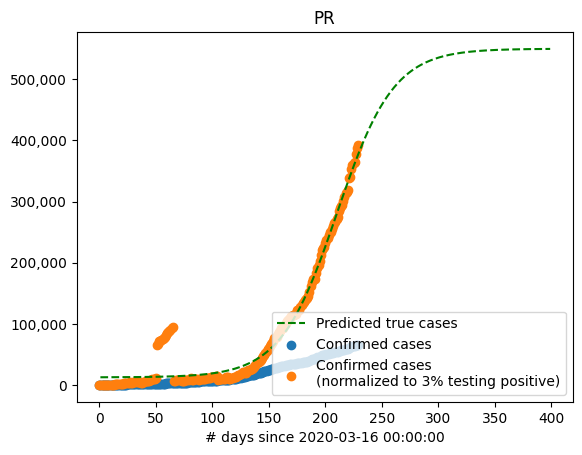 PR
500,000
400,000
300,000
200,000
100,000
0
Predicted true cases
Confirmed cases
Confirmed cases
(normalized to 3% testing positive)
0 50 100 150 200 250 300 350 400
# days since 2020-03-16 00:00:00